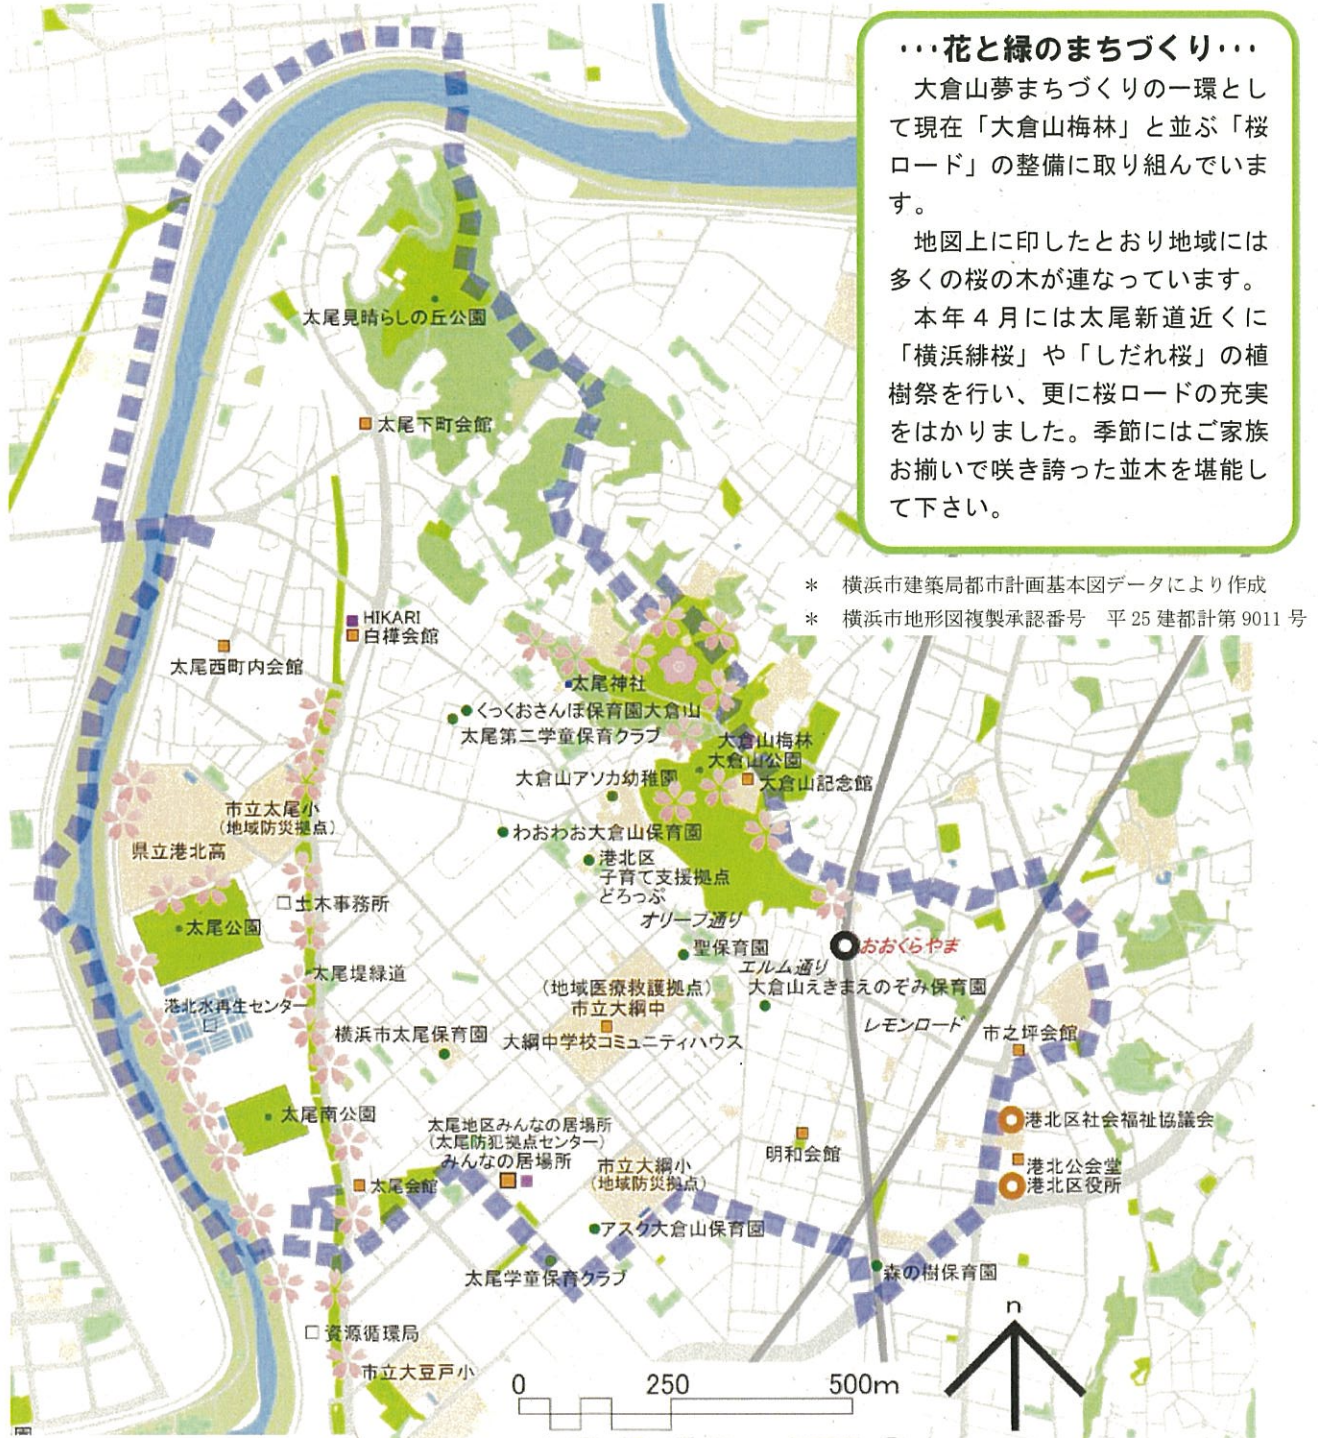 ･･･花と緑のまちづくり･･･
大倉山夢まちづくりの一環とし
て現在「大倉山梅林」と並ぶ「桜
ロード」の整備に取り組んでいま
す。
地図上に印したとおり地域には
多くの桜の木が連なっています。
本年４月には太尾新道近くに
「横浜緋桜」や「しだれ桜」の植
樹祭を行い、更に桜ロードの充実
をはかりました。季節にはご家族
お揃いで咲き誇った並木を堪能し
て下さい。
＊ 横浜市建築局都市計画基本図データにより作成
＊ 横浜市地形図複製承認番号 平25建都計第9011号
太尾見晴らしの丘公園
太尾下町会館
HIKARI
白樺会館
太尾西町内会館
太尾神社
くっくおさんぽ保育園大倉山
太尾第二学童保育クラブ
大倉山梅林
大倉山公園
大倉山記念館
大倉山アソカ幼稚園
市立太尾小
(地域防災拠点)
わおわお大倉山保育園
県立港北高
港北区
子育て支援拠点
どろっぷ
土木事務所
オリーブ通り
太尾公園
聖保育園
おおくらやま
エルム通り
太尾堤緑道
(地域医療救護拠点)
市立大綱中
大倉山えきまえのぞみ保育園
港北水再生センター
レモンロード
横浜市太尾保育園
大綱中学校コミュニティハウス
市之坪会館
太尾南公園
太尾地区みんなの居場所
(太尾防犯拠点センター)
みんなの居場所
港北区社会福祉協議会
明和会館
市立大綱小
(地域防災拠点)
港北公会堂
港北区役所
太尾会館
アスク大倉山保育園
太尾学童保育クラブ
森の樹保育園
資源循環局
市立大豆戸小
n
0 250 500m
園